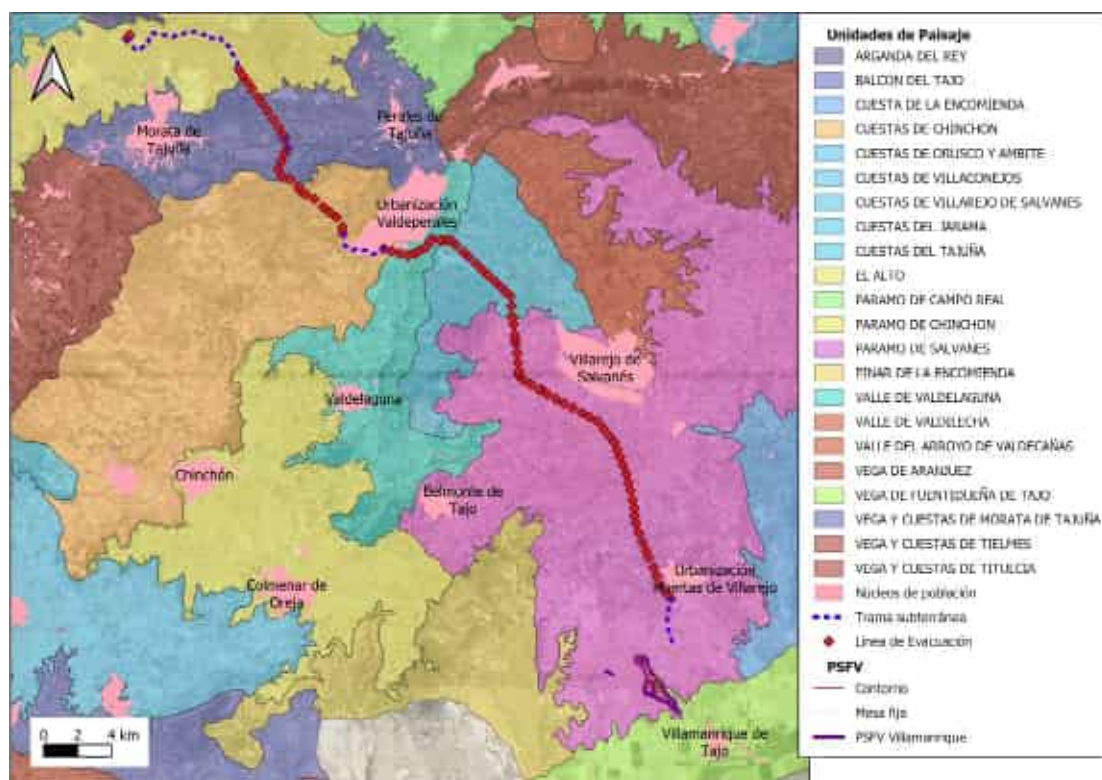 Morata de
Tajuña
Perales de
Tajuña
Urbanización
Valdeperales
Villarejo de
Salvanés
Valdelaguna
Chinchón
Belmonte de
Tajo
Colmenar de
Oreja
Urbanización
Huertas de Villarejo
Villamanrique de
Tajo
0 2 4 km
Unidades de Paisaje
ARGANDA DEL REY
BALCON DEL TAJO
CUESTA DE LA ENCOMIENDA
CUESTAS DE CHINCHON
CUESTAS DE ORUSCO Y AMBITE
CUESTAS DE VILLACONEJOS
CUESTAS DE VILLAREJO DE SALVANES
CUESTAS DEL JARAMA
CUESTAS DEL TAJUÑA
EL ALTO
PARAMO DE CAMPO REAL
PARAMO DE CHINCHON
PARAMO DE SALVANES
PINAR DE LA ENCOMIENDA
VALLE DE VALDELAGUNA
VALLE DE VALDILECHA
VALLE DEL ARROYO DE VALDECAÑAS
VEGA DE ARANJUEZ
VEGA DE FUENTIDUEÑA DE TAJO
VEGA Y CUESTAS DE MORATA DE TAJUÑA
VEGA Y CUESTAS DE TIELMES
VEGA Y CUESTAS DE TITULCIA
Núcleos de población
Tramo subterránea
Línea de Evacuación
PSFV
Contorno
Mesa fija
PSFV Villamanrique